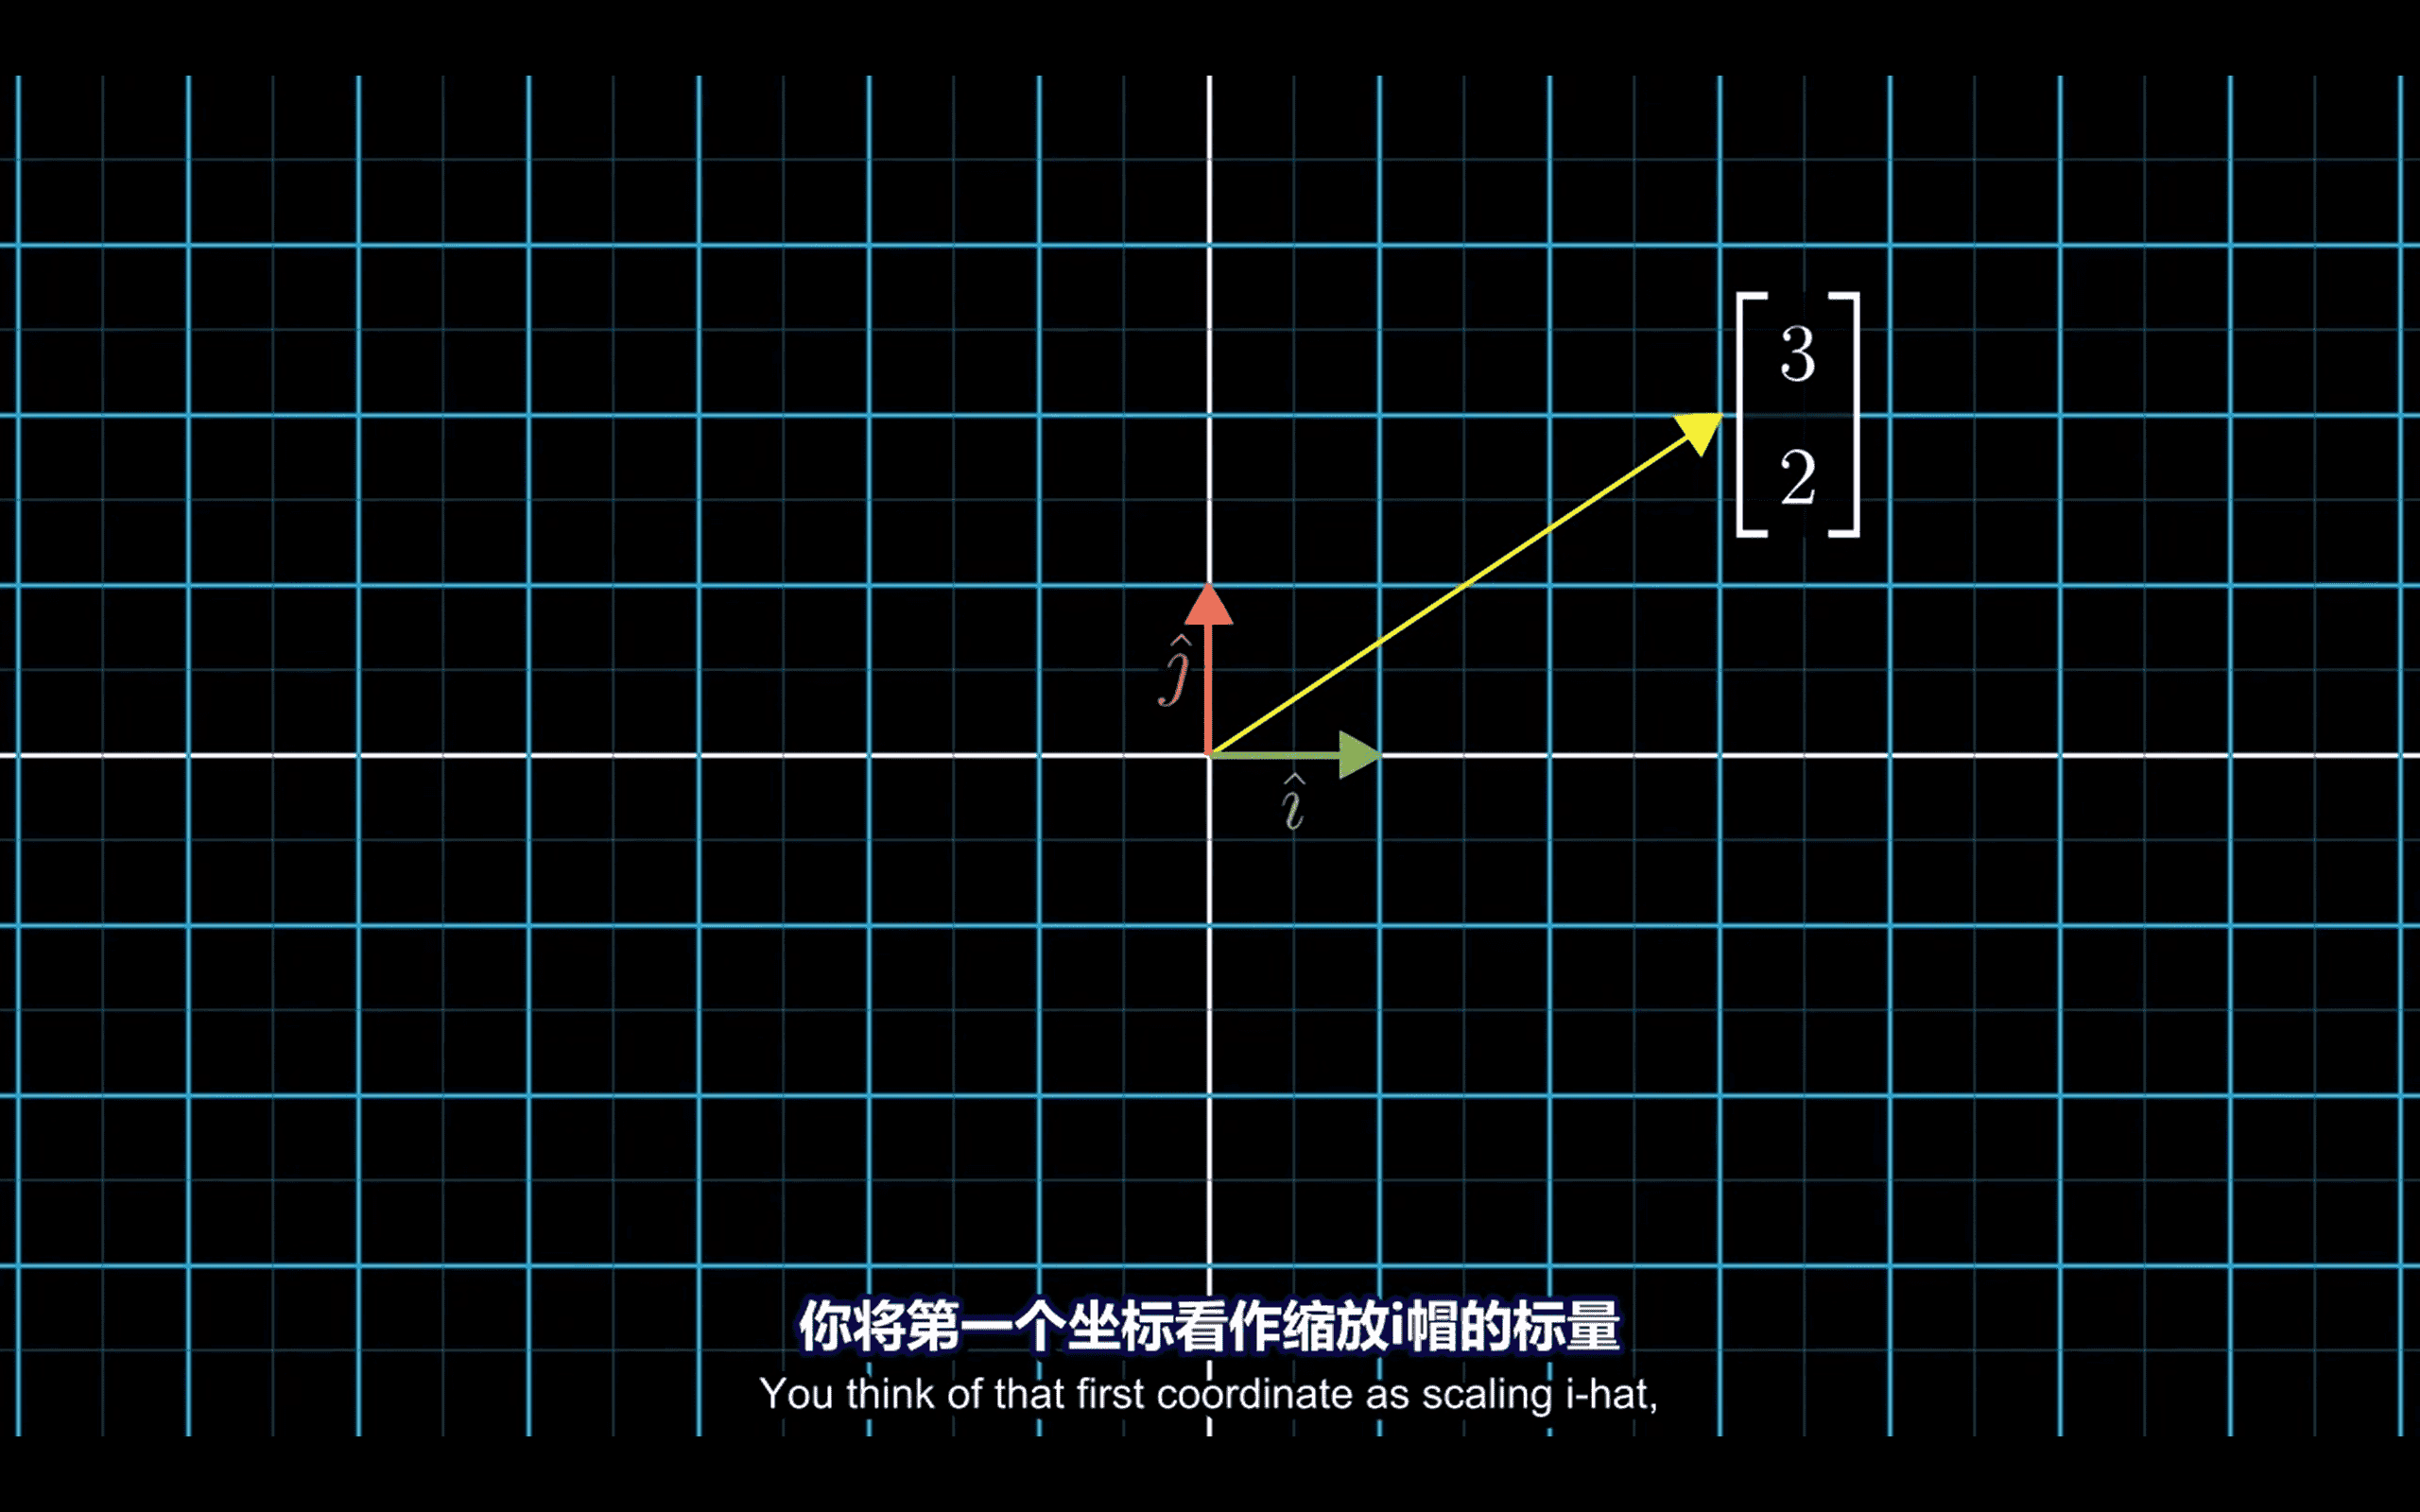 3
2
ĵ
î
你将第一个坐标看作缩放i帽的标量
You think of that first coordinate as scaling i-hat,